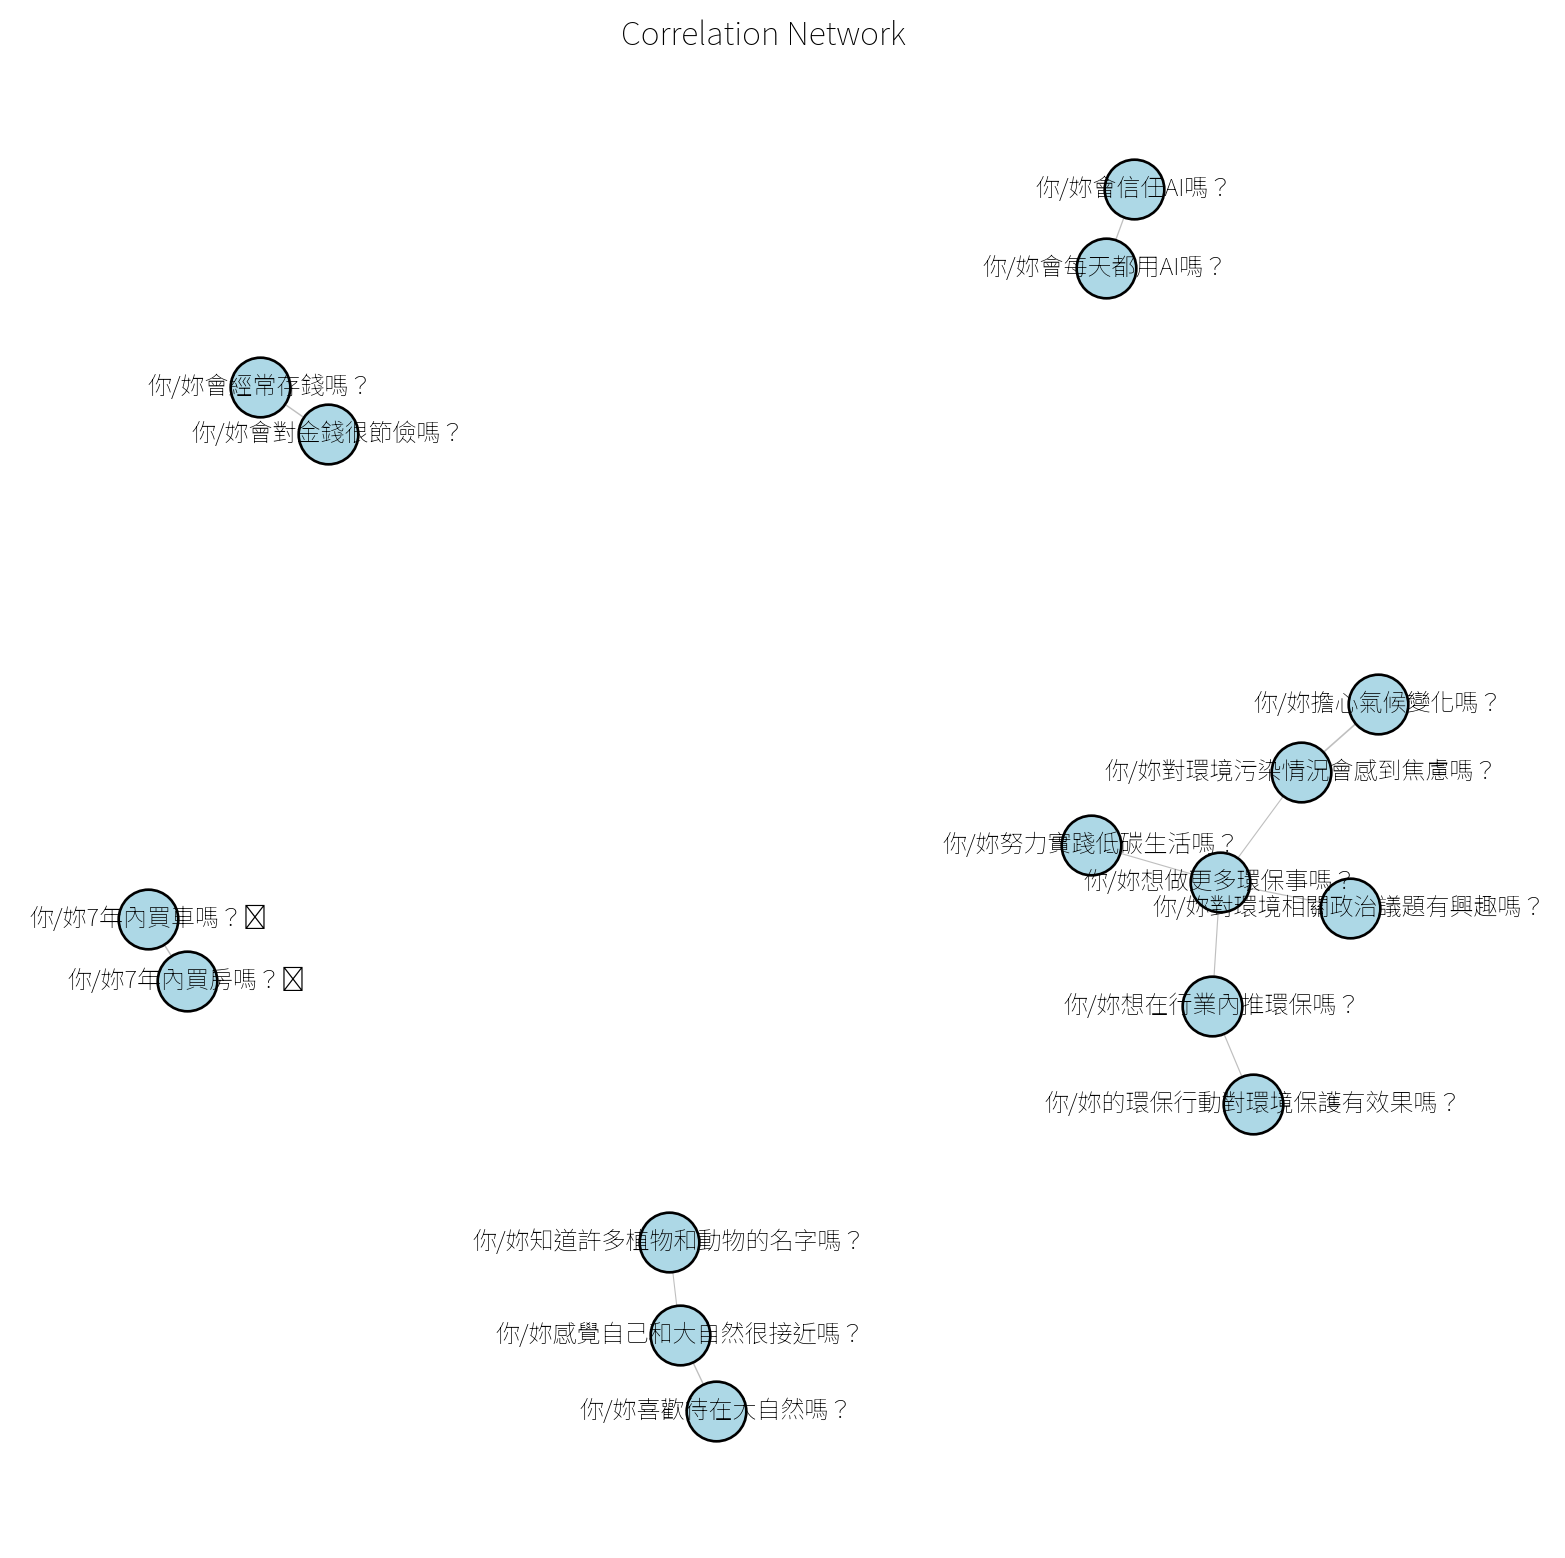 Correlation Network
你/妳會信任AI嗎？
你/妳會每天都用AI嗎？
你/妳會經常存錢嗎？
你/妳會對金錢很節儉嗎？
你/妳擔心氣候變化嗎？
你/妳對環境污染情況會感到焦慮嗎？
你/妳努力實踐低碳生活嗎？
你/妳想做更多環保事嗎？
你/妳對環境相關政治議題有興趣嗎？
你/妳7年內買車嗎？
你/妳7年內買房嗎？
你/妳想在行業內推環保嗎？
你/妳的環保行動對環境保護有效果嗎？
你/妳知道許多植物和動物的名字嗎？
你/妳感覺自己和大自然很接近嗎？
你/妳喜歡待在大自然嗎？